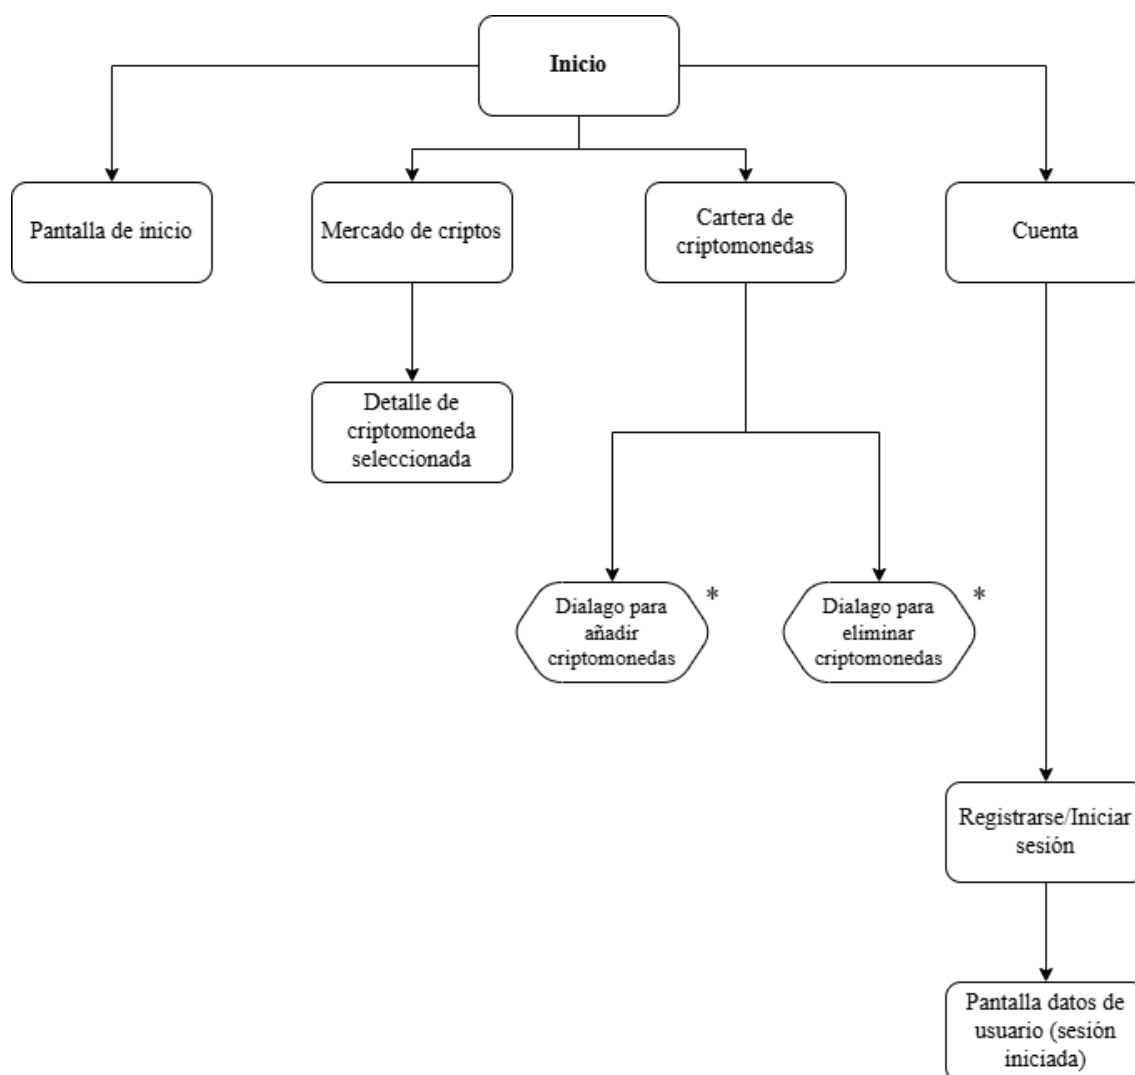 Inicio
Pantalla de inicio
Mercado de criptos
Cartera de
criptomonedas
Cuenta
Detalle de
criptomoneda
seleccionada
Dialago para
añadir
criptomonedas
*
Dialago para
eliminar
criptomonedas
*
Registrarse/Iniciar
sesión
Pantalla datos de
usuario (sesión
iniciada)